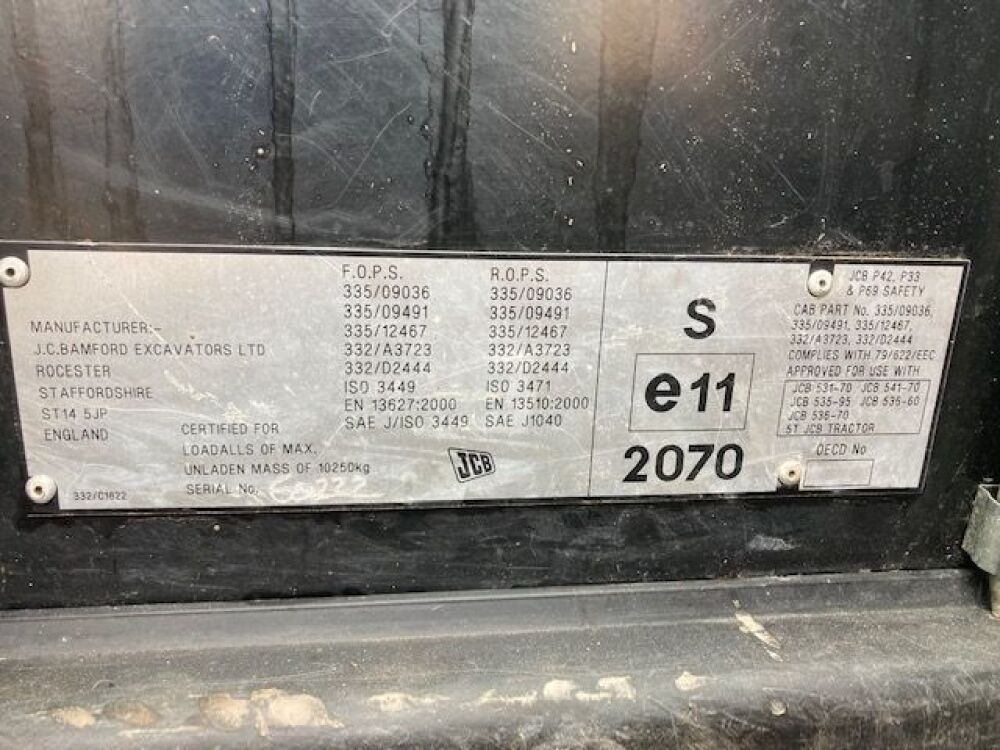 MANUFACTURER:-
J.C.BAMFORD EXCAVATORS LTD
ROCESTER
STAFFORDSHIRE
ST14 5JP
ENGLAND
332/C1622
CERTIFIED FOR
LOADALLS OF MAX.
UNLADEN MASS OF 10250kg
SERIAL No.
F.O.P.S.
335/09036
335/09491
335/12467
332/A3723
332/D2444
ISO 3449
EN 13627:2000
SAE J/ISO 3449
R.O.P.S.
335/09036
335/09491
335/12467
332/A3723
332/D2444
ISO 3471
EN 13510:2000
SAE J1040
JCB
S
e11
2070
JCB P42, P33
& P69 SAFETY
CAB PART No. 335/09036,
335/09491, 335/12467,
332/A3723, 332/D2444
COMPLIES WITH 79/622/EEC
APPROVED FOR USE WITH
JCB 531-70 JCB 541-70
JCB 535-95 JCB 536-60
JCB 536-70
5T JCB TRACTOR
OECD No